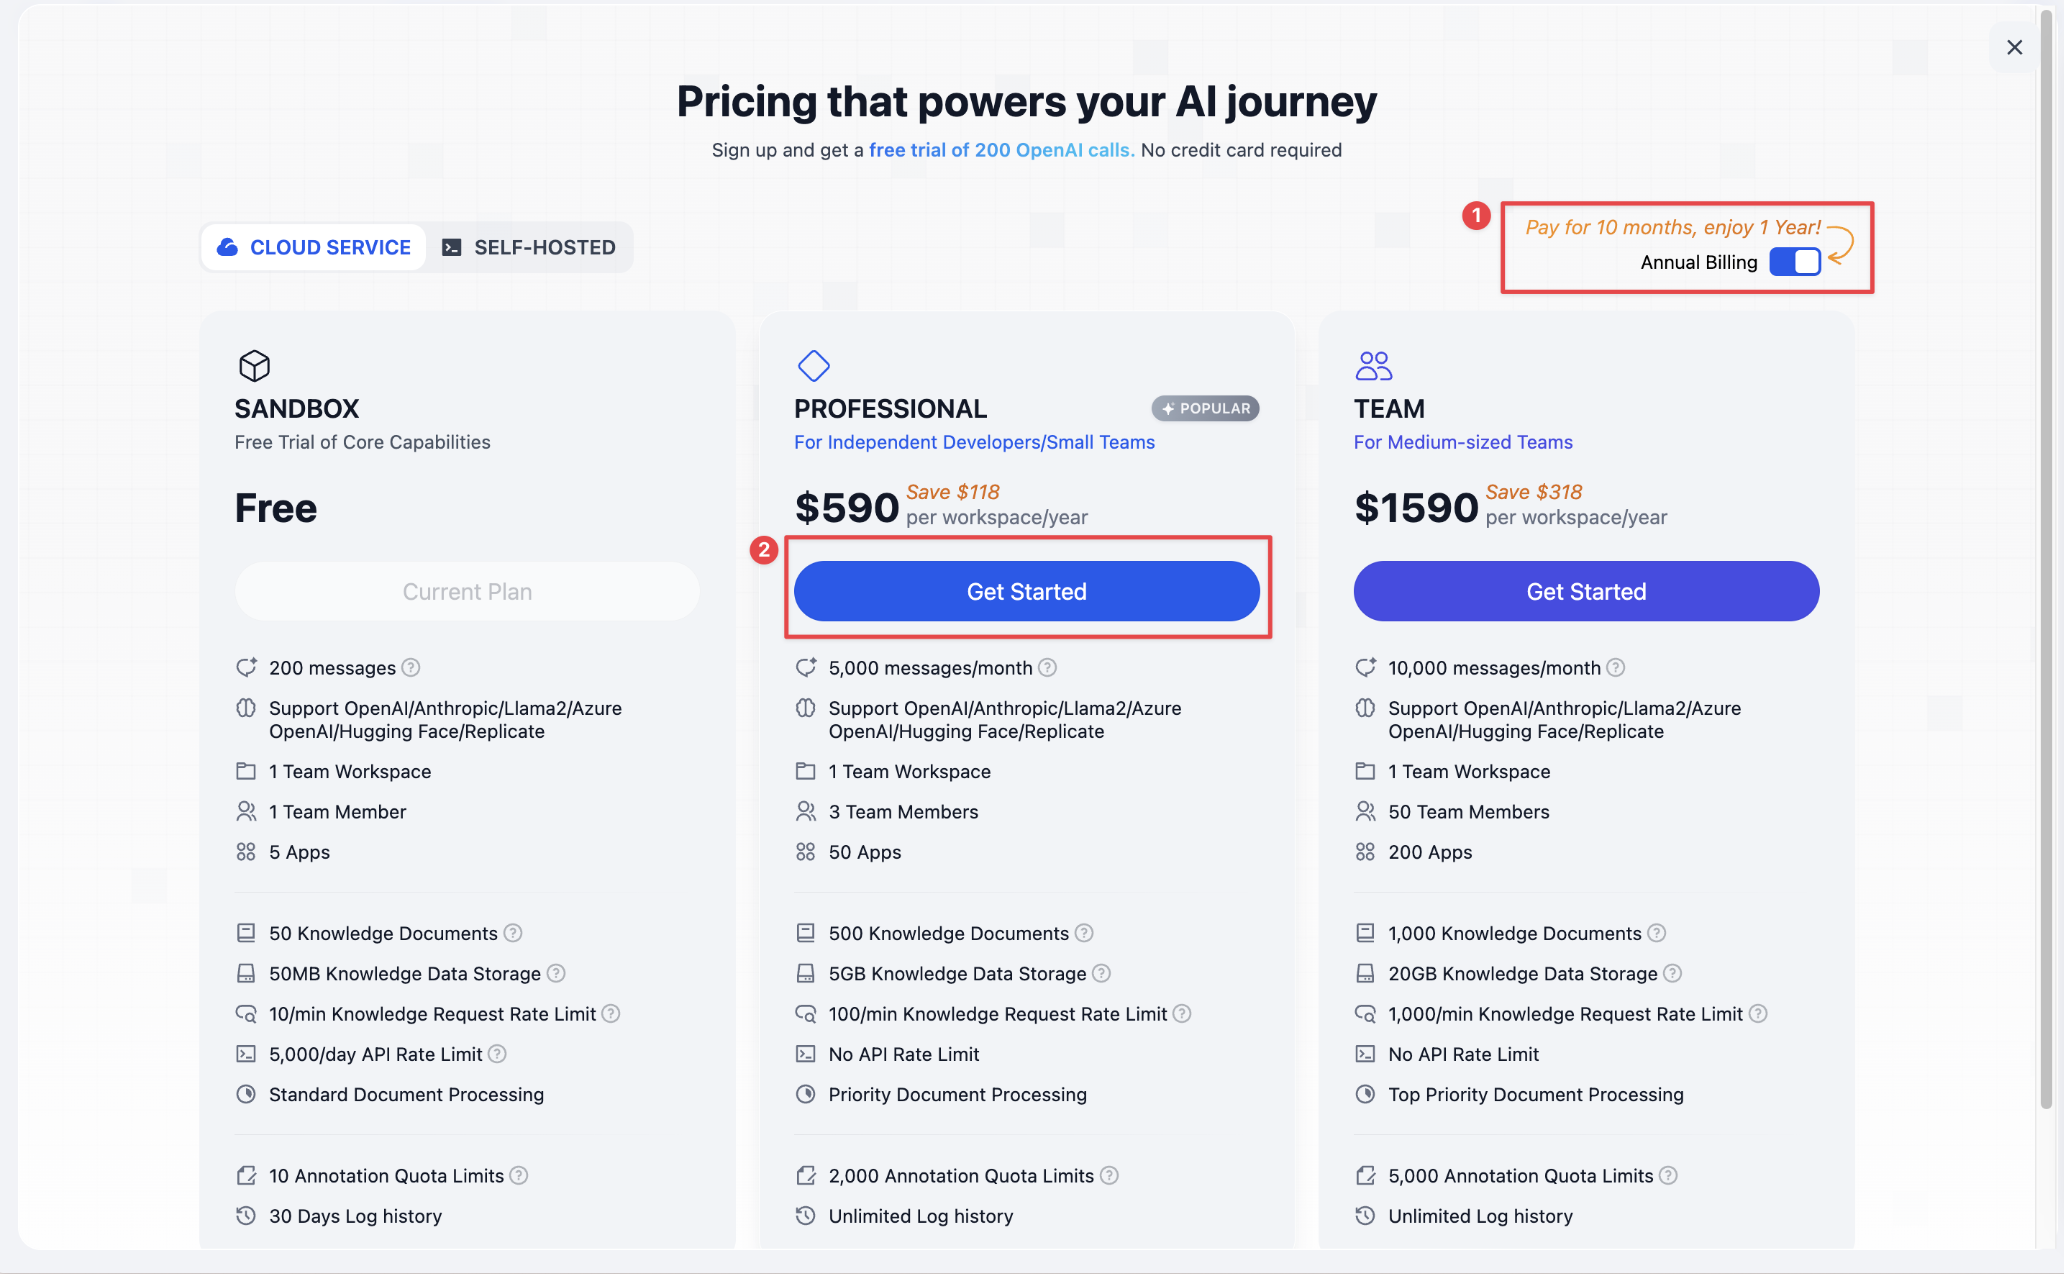 Pricing that powers your AI journey
Sign up and get a free trial of 200 OpenAI calls. No credit card required
CLOUD SERVICE
SELF-HOSTED
1
Pay for 10 months, enjoy 1 Year!
Annual Billing
SANDBOX
Free Trial of Core Capabilities
Free
Current Plan
200 messages
Support OpenAI/Anthropic/Llama2/Azure
OpenAI/Hugging Face/Replicate
1 Team Workspace
1 Team Member
5 Apps
50 Knowledge Documents
50MB Knowledge Data Storage
10/min Knowledge Request Rate Limit
5,000/day API Rate Limit
Standard Document Processing
10 Annotation Quota Limits
30 Days Log history
PROFESSIONAL
POPULAR
For Independent Developers/Small Teams
$590
Save $118
per workspace/year
2
Get Started
5,000 messages/month
Support OpenAI/Anthropic/Llama2/Azure
OpenAI/Hugging Face/Replicate
1 Team Workspace
3 Team Members
50 Apps
500 Knowledge Documents
5GB Knowledge Data Storage
100/min Knowledge Request Rate Limit
No API Rate Limit
Priority Document Processing
2,000 Annotation Quota Limits
Unlimited Log history
TEAM
For Medium-sized Teams
$1590
Save $318
per workspace/year
Get Started
10,000 messages/month
Support OpenAI/Anthropic/Llama2/Azure
OpenAI/Hugging Face/Replicate
1 Team Workspace
50 Team Members
200 Apps
1,000 Knowledge Documents
20GB Knowledge Data Storage
1,000/min Knowledge Request Rate Limit
No API Rate Limit
Top Priority Document Processing
5,000 Annotation Quota Limits
Unlimited Log history